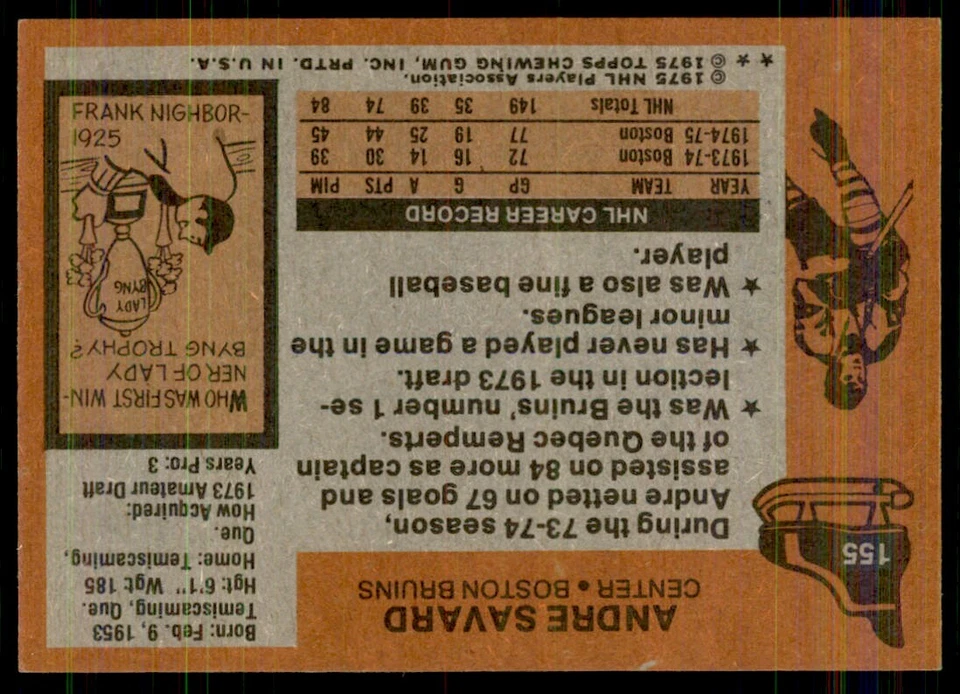 155
ANDRE SAVARD
CENTER • BOSTON BRUINS
Born: Feb. 9, 1953
Temiscaming, Que.
Hgt: 6'1" Wgt: 185
Home: Temiscaming,
Que.
How Acquired:
1973 Amateur Draft
Years Pro: 3
During the 73-74 season,
Andre netted on 67 goals and
assisted on 84 more as captain
of the Quebec Remperts.
★ Was the Bruins' number 1 se-
lection in the 1973 draft.
★ Has never played a game in the
minor leagues.
★ Was also a fine baseball
player.
WHO WAS FIRST WIN-
NER OF LADY
BYNG TROPHY?
LADY
BYNG
FRANK NIGHBOR-
1925
NHL CAREER RECORD
YEAR TEAM GP G A PTS PIM
1973-74 Boston 72 16 14 30 39
1974-75 Boston 77 19 25 44 45
NHL Totals 149 35 39 74 84
© 1975 NHL Players Association.
★ ★ © 1975 TOPPS CHEWING GUM, INC. PRTD. IN U.S.A.